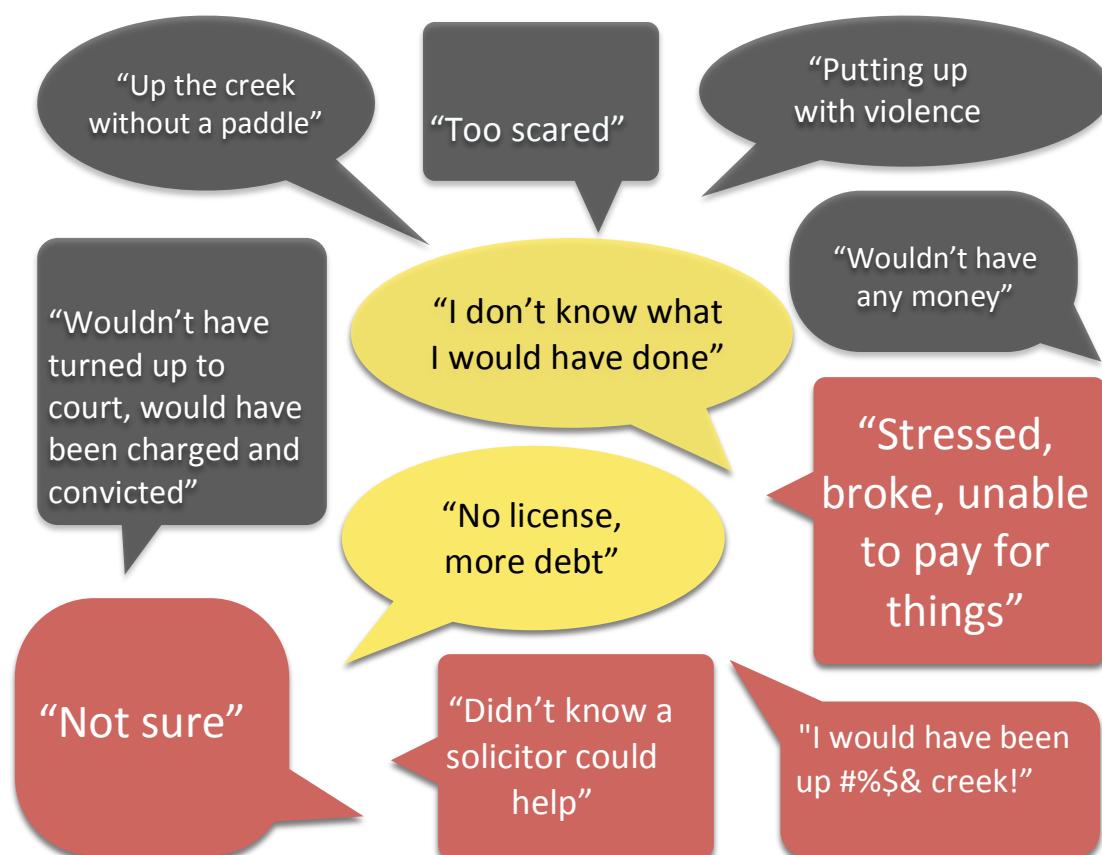 “Up the creek
without a paddle”
“Too scared”
“Putting up
with violence
“Wouldn’t have
any money”
“Wouldn’t have
turned up to
court, would have
been charged and
convicted”
“I don’t know what
I would have done”
“Stressed,
broke, unable
to pay for
things”
“No license,
more debt”
“Not sure”
“Didn’t know a
solicitor could
help”
"I would have been
up #%$& creek!”